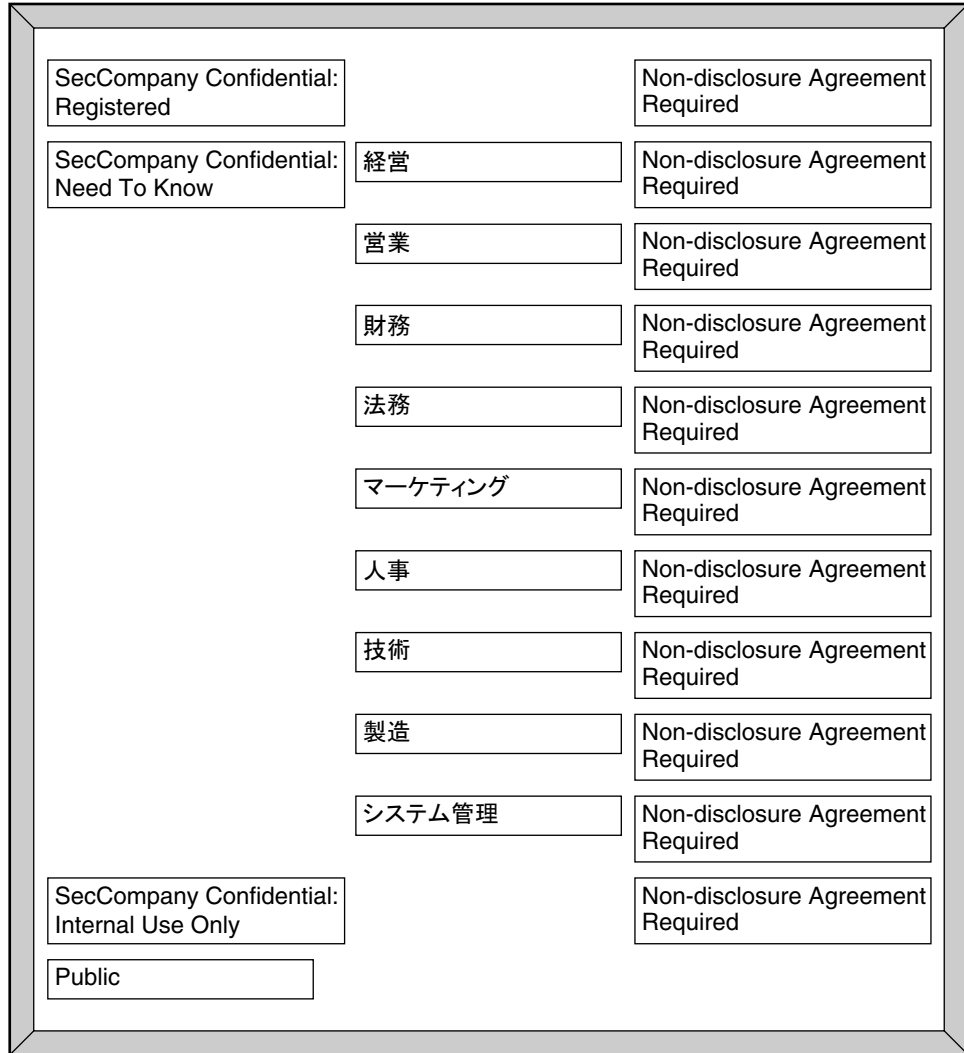 SecCompany Confidential:
Registered
Non-disclosure Agreement
Required
SecCompany Confidential:
Need To Know
経営
Non-disclosure Agreement
Required
営業
Non-disclosure Agreement
Required
財務
Non-disclosure Agreement
Required
法務
Non-disclosure Agreement
Required
マーケティング
Non-disclosure Agreement
Required
人事
Non-disclosure Agreement
Required
技術
Non-disclosure Agreement
Required
製造
Non-disclosure Agreement
Required
システム管理
Non-disclosure Agreement
Required
SecCompany Confidential:
Internal Use Only
Non-disclosure Agreement
Required
Public